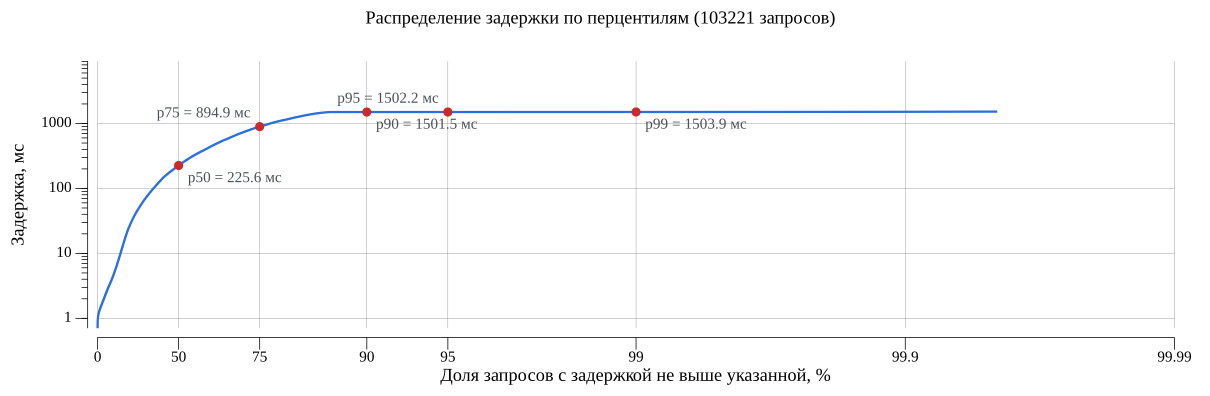 Распределение задержки по перцентилям (103221 запросов)
Задержка, мс
1000
100
10
1
p50 = 225.6 мс
p75 = 894.9 мс
p95 = 1502.2 мс
p90 = 1501.5 мс
p99 = 1503.9 мс
0 50 75 90 95 99 99.9 99.99
Доля запросов с задержкой не выше указанной, %